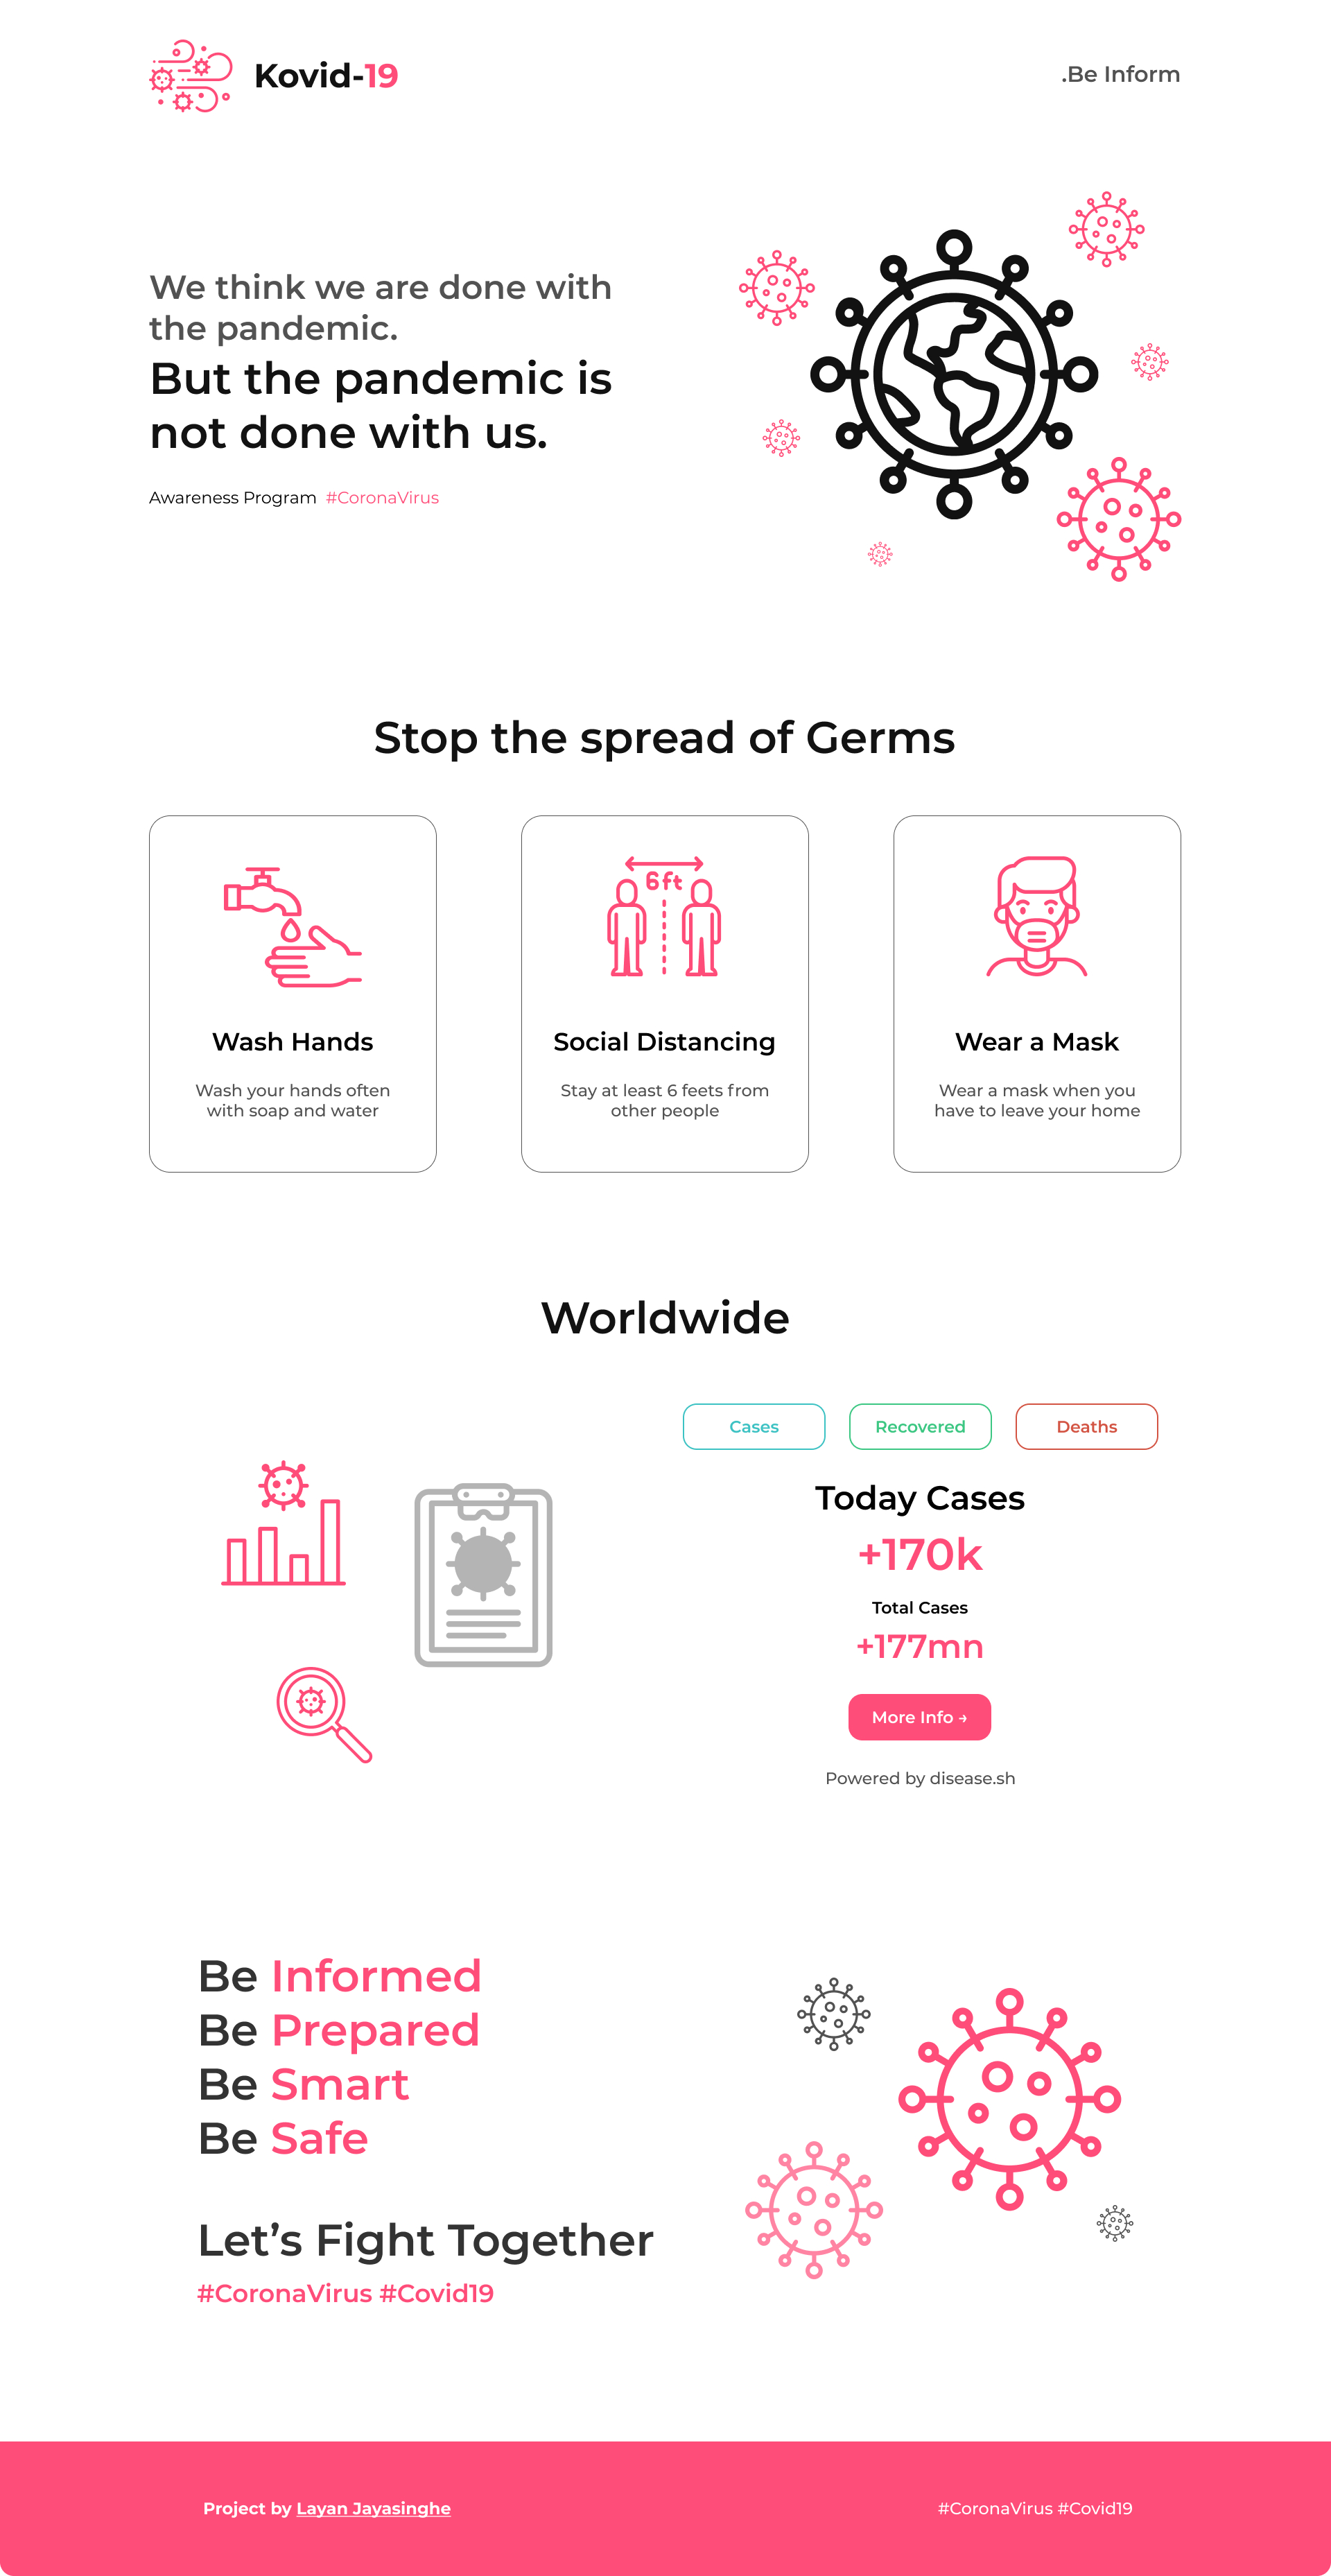 Kovid-19
.Be Inform
We think we are done with
the pandemic.
But the pandemic is
not done with us.
Awareness Program #CoronaVirus
Stop the spread of Germs
6ft
Wash Hands
Wash your hands often
with soap and water
Social Distancing
Stay at least 6 feets from
other people
Wear a Mask
Wear a mask when you
have to leave your home
Worldwide
Cases
Recovered
Deaths
Today Cases
+170k
Total Cases
+177mn
More Info →
Powered by disease.sh
Be Informed
Be Prepared
Be Smart
Be Safe
Let’s Fight Together
#CoronaVirus #Covid19
Project by Layan Jayasinghe
#CoronaVirus #Covid19